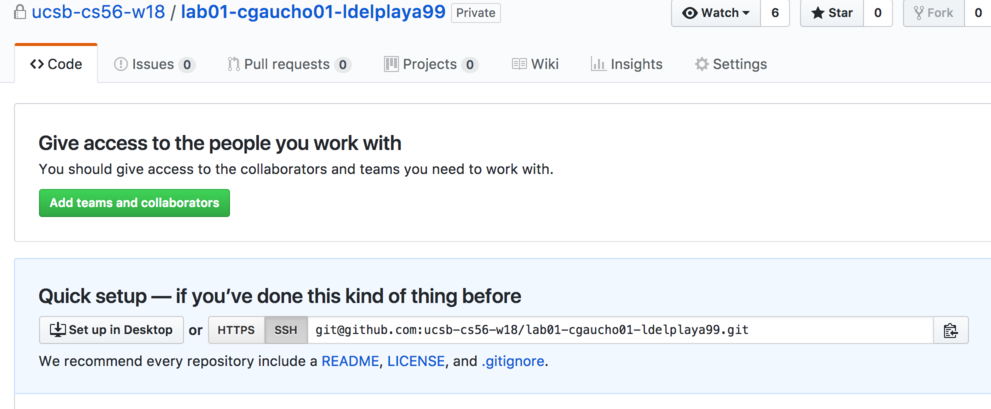 ucsb-cs56-w18 / lab01-cgaucho01-ldelplaya99 Private Watch 6 Star 0 Fork 0
Code Issues 0 Pull requests 0 Projects 0 Wiki Insights Settings
Give access to the people you work with
You should give access to the collaborators and teams you need to work with.
Add teams and collaborators
Quick setup — if you've done this kind of thing before
Set up in Desktop or HTTPS SSH git@github.com:ucsb-cs56-w18/lab01-cgaucho01-ldelplaya99.git
We recommend every repository include a README, LICENSE, and .gitignore.